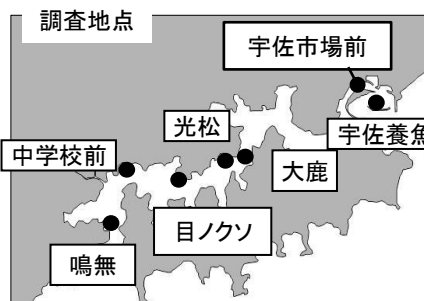 調査地点
宇佐市場前
光松
宇佐養魚
中学校前
大鹿
目ノクソ
鳴無